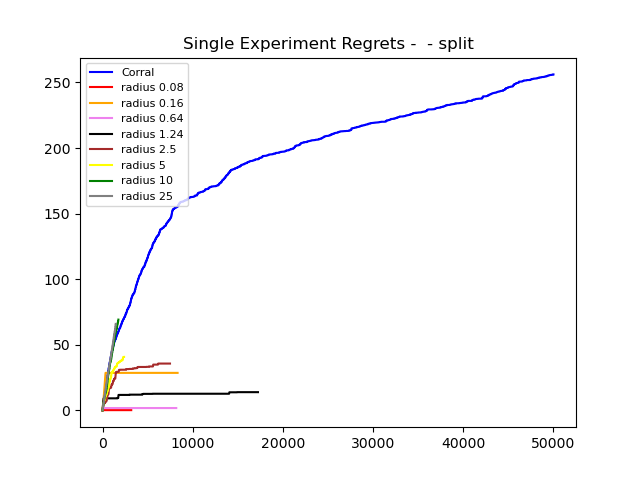 Single Experiment Regrets -  - split
Corral
radius 0.08
radius 0.16
radius 0.64
radius 1.24
radius 2.5
radius 5
radius 10
radius 25
250
200
150
100
50
0
0 10000 20000 30000 40000 50000